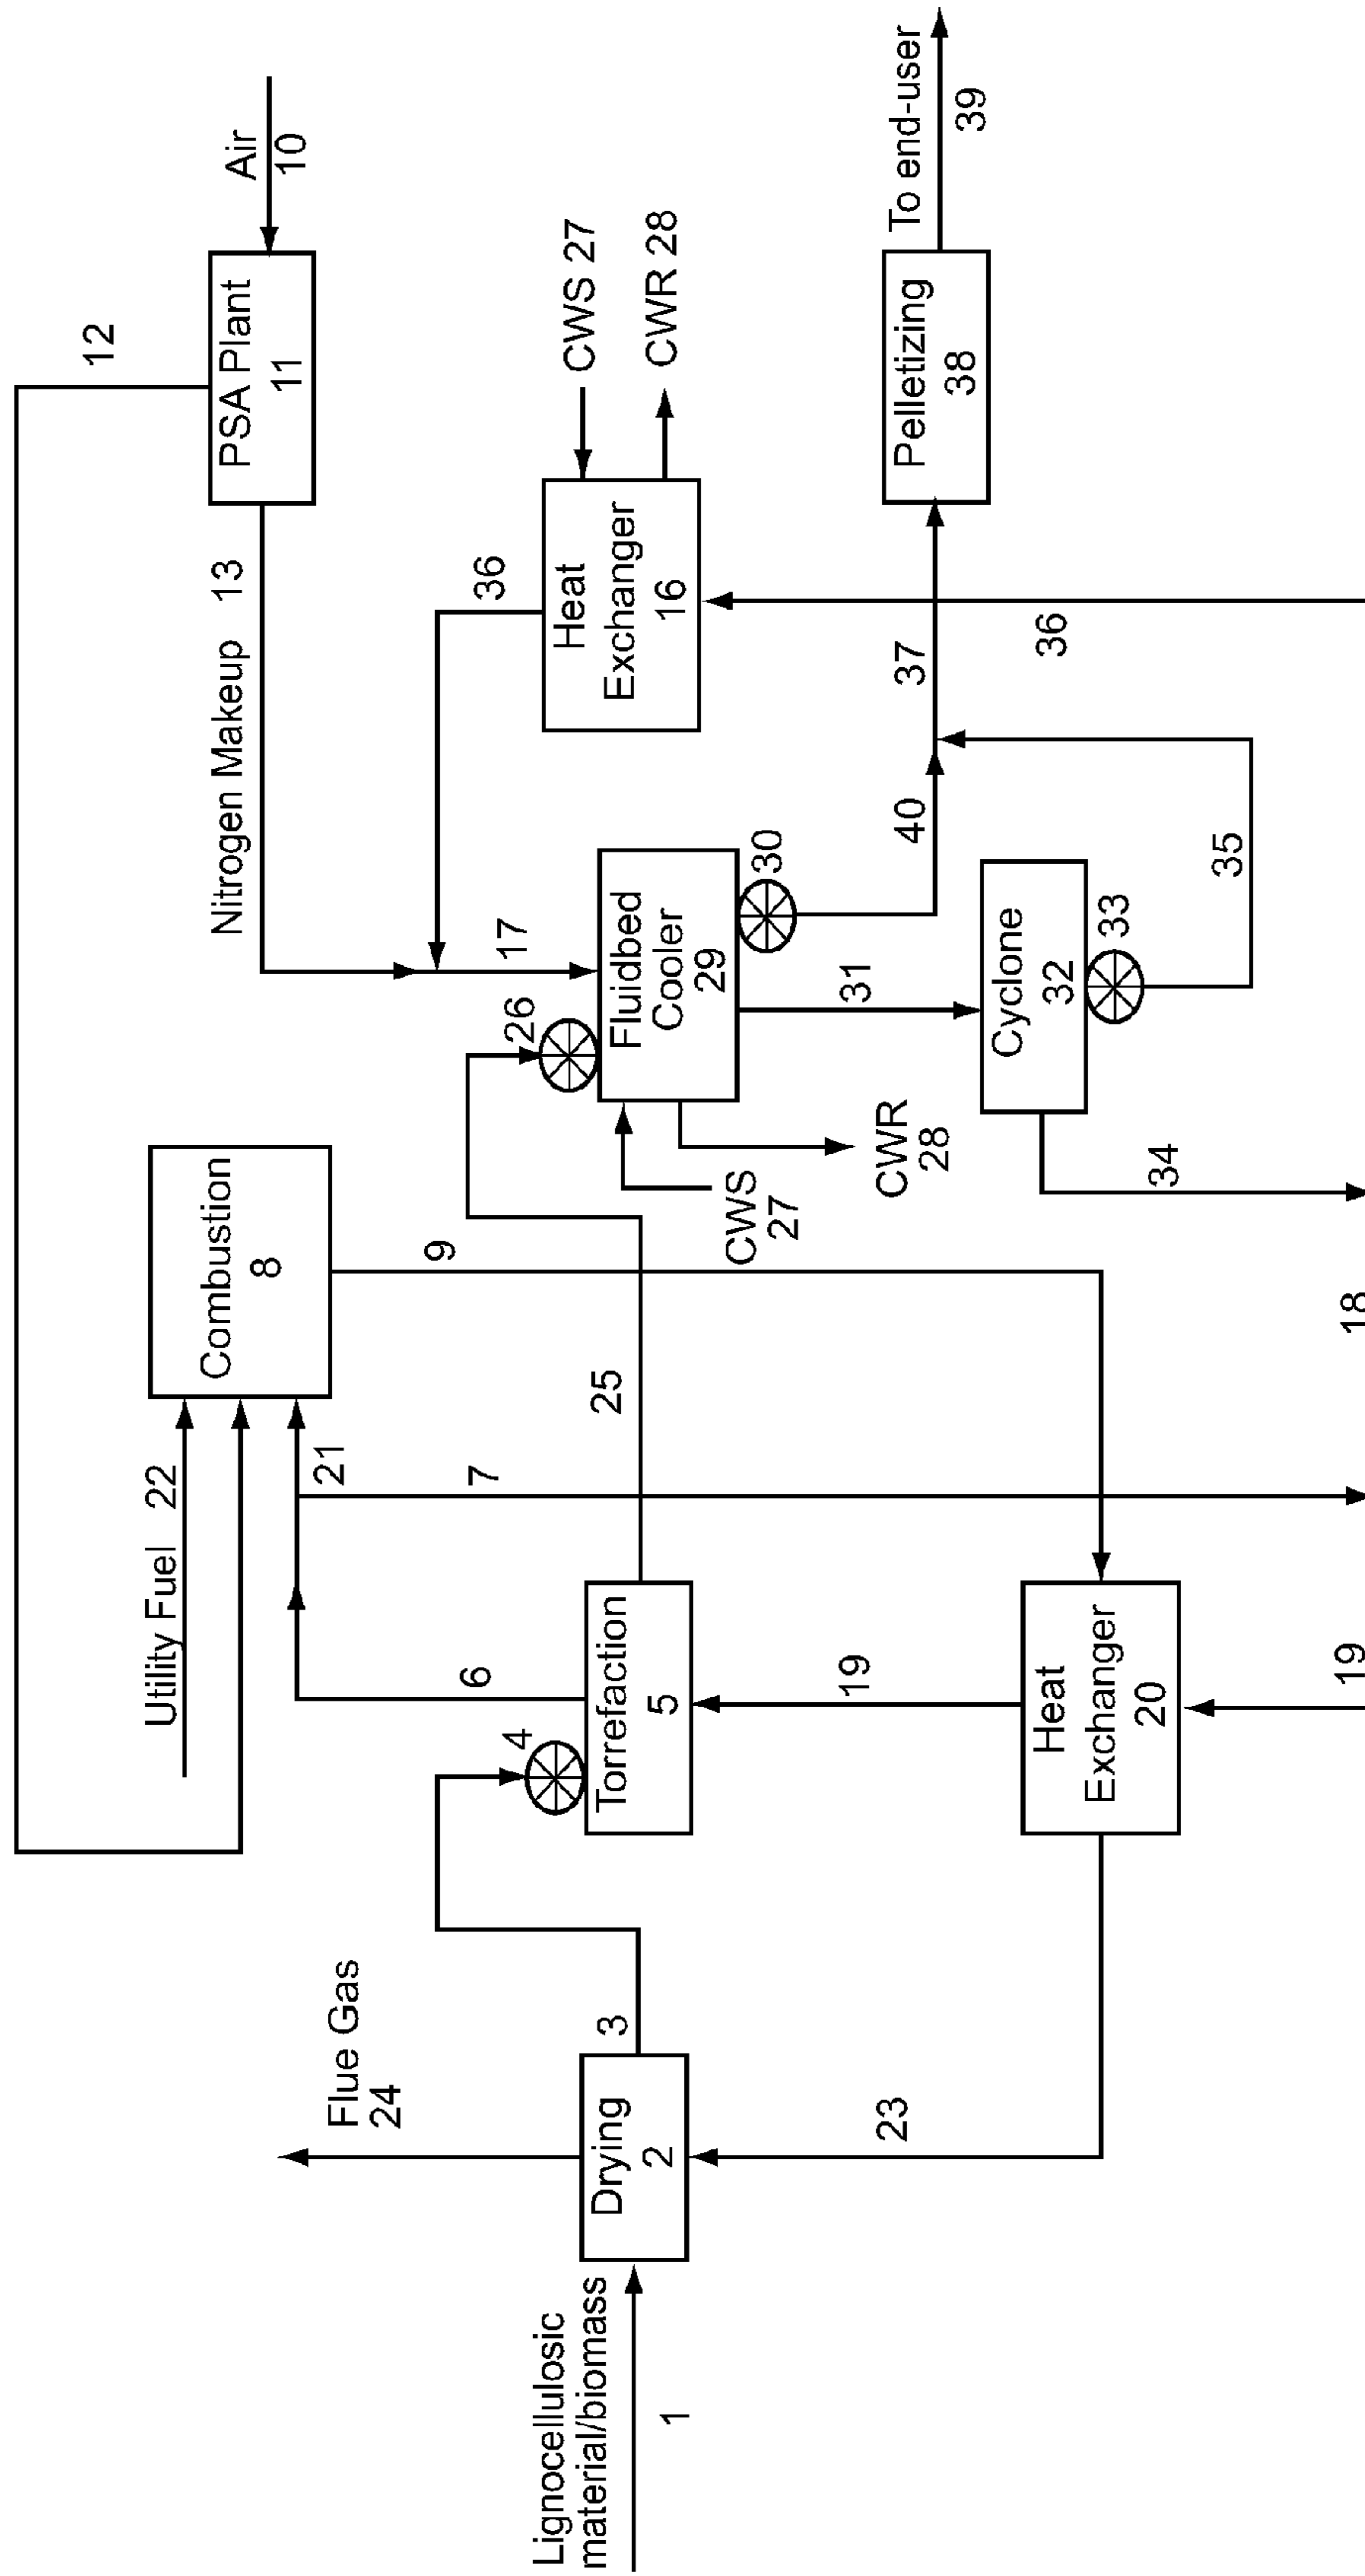 12
Utility Fuel 22
Combustion
8
Nitrogen Makeup 13
PSA Plant
11
Air
10
21
Flue Gas
24
6
7
9
36
4
26
17
Lignocellulosic
material/biomass
1
Drying
2
3
Torrefaction
5
25
Fluidbed
Cooler
29
Heat
Exchanger
16
CWS 27
CWR 28
CWS
27
CWR
28
30
23
19
31
40
37
Pelletizing
38
To end-user
39
Heat
Exchanger
20
Cyclone
32
33
36
34
35
19
18